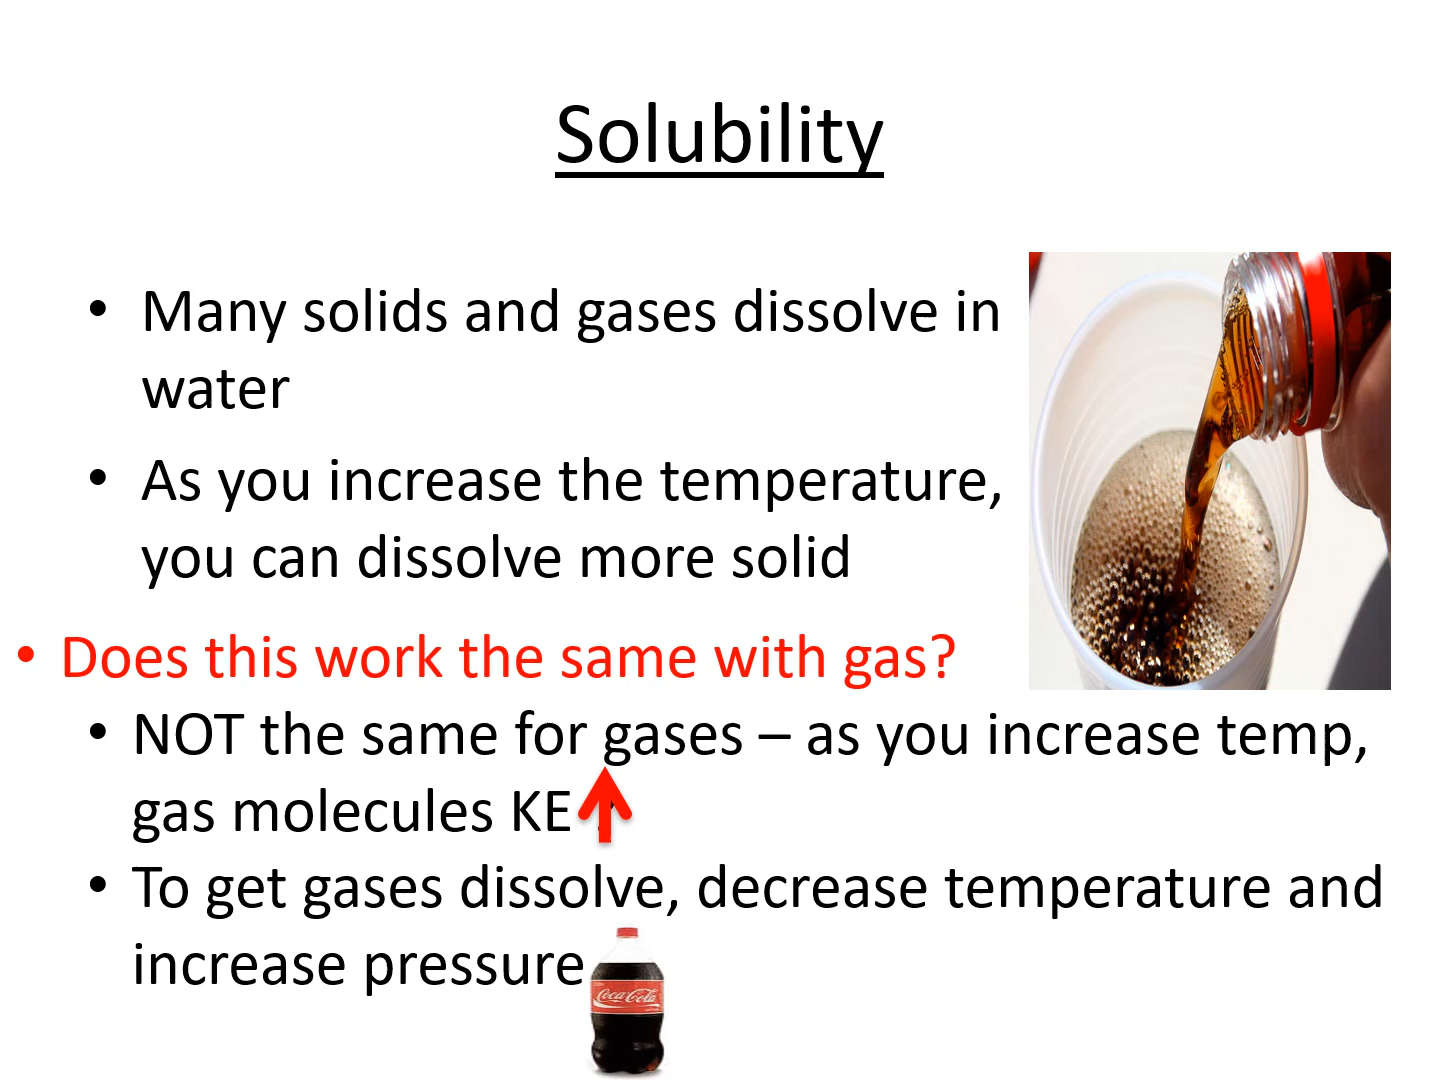 Solubility
• Many solids and gases dissolve in
water
• As you increase the temperature,
you can dissolve more solid
• Does this work the same with gas?
• NOT the same for gases – as you increase temp,
gas molecules KE
• To get gases dissolve, decrease temperature and
increase pressure
Coca-Cola